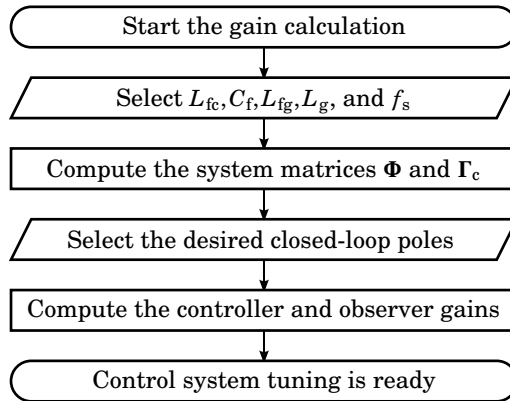 Start the gain calculation
Select L_fc, C_f, L_fg, L_g, and f_s
Compute the system matrices Φ and Γ_c
Select the desired closed-loop poles
Compute the controller and observer gains
Control system tuning is ready